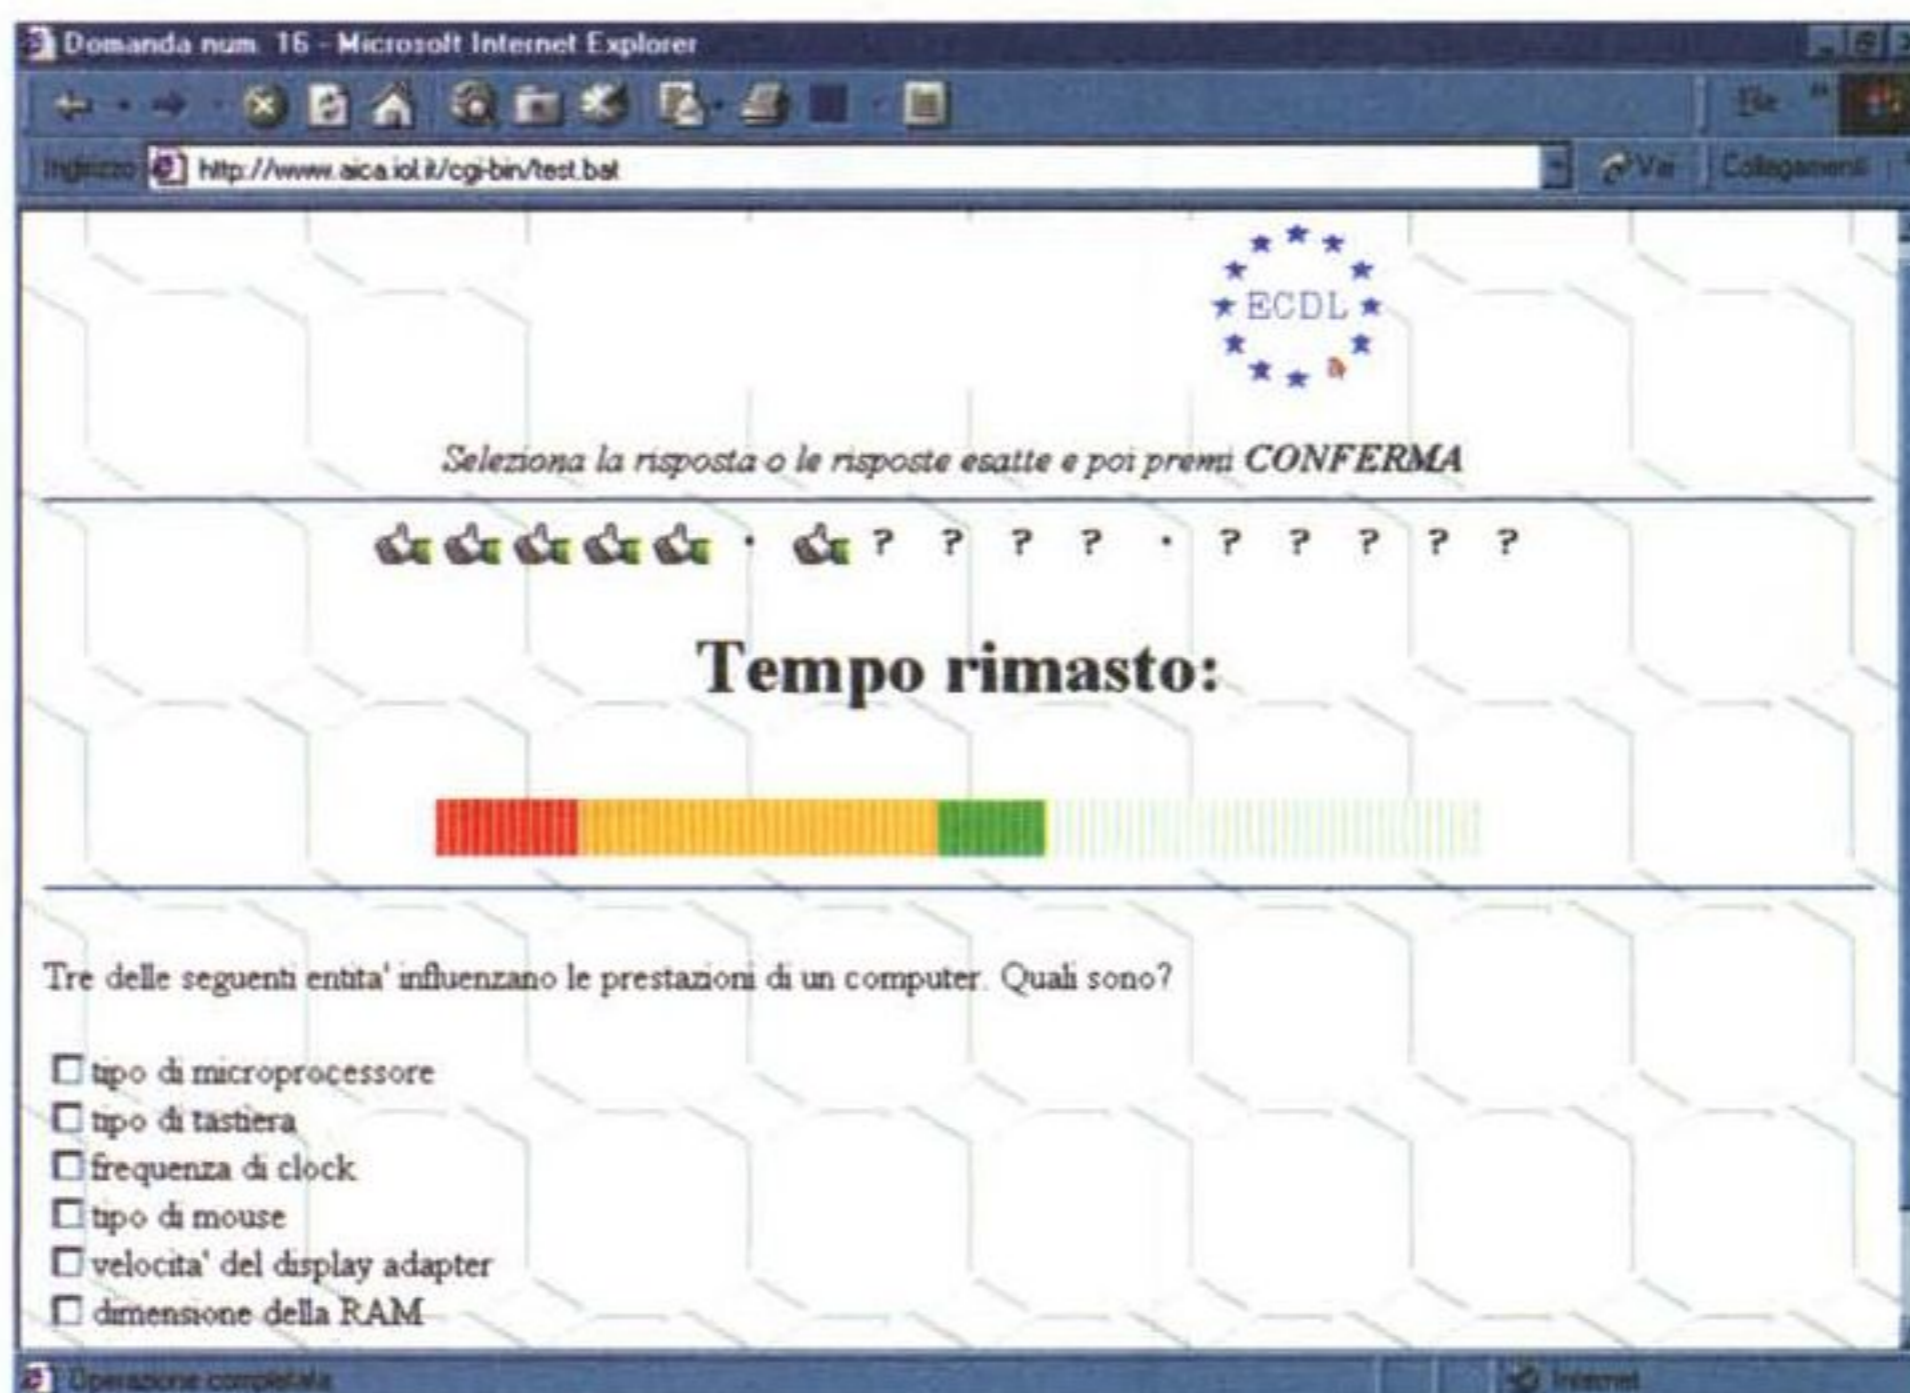 Domanda num. 16 - Microsoft Internet Explorer
File
Indirizzo http://www.aica.iol.it/cgi-bin/test.bat Vai Collegamenti
ECDL
Seleziona la risposta o le risposte esatte e poi premi CONFERMA
· ? ? ? ? · ? ? ? ? ?
Tempo rimasto:
Tre delle seguenti entita' influenzano le prestazioni di un computer. Quali sono?
tipo di microprocessore
tipo di tastiera
frequenza di clock
tipo di mouse
velocita' del display adapter
dimensione della RAM
Operazione completata Internet